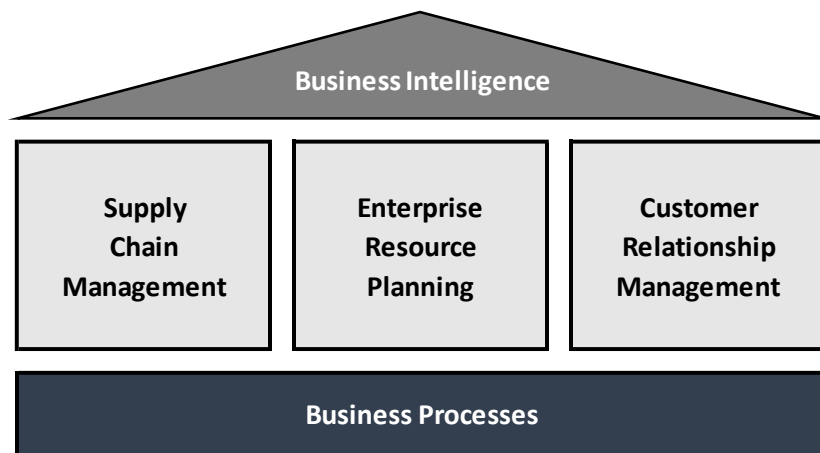 Business Intelligence
Supply
Chain
Management
Enterprise
Resource
Planning
Customer
Relationship
Management
Business Processes